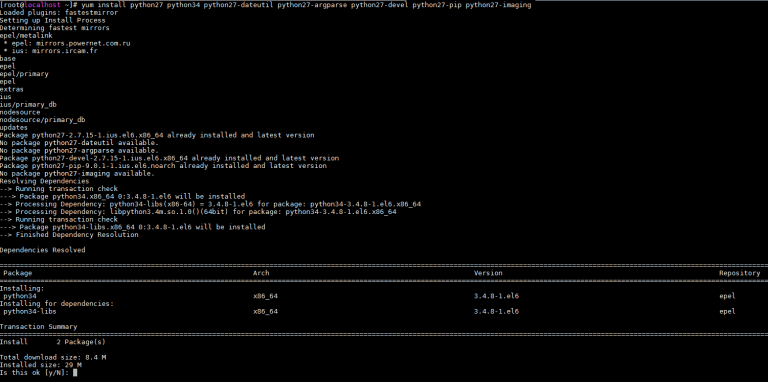 [root@localhost ~]# yum install python27 python34 python27-dateutil python27-argparse python27-devel python27-pip python27-imaging
Loaded plugins: fastestmirror
Setting up Install Process
Determining fastest mirrors
epel/metalink
* epel: mirrors.powernet.com.ru
* ius: mirrors.ircam.fr
base
epel
epel/primary
epel
extras
ius
ius/primary_db
nodesource
nodesource/primary_db
updates
Package python27-2.7.15-1.ius.el6.x86_64 already installed and latest version
No package python27-dateutil available.
No package python27-argparse available.
Package python27-devel-2.7.15-1.ius.el6.x86_64 already installed and latest version
Package python27-pip-9.0.1-1.ius.el6.noarch already installed and latest version
No package python27-imaging available.
Resolving Dependencies
--> Running transaction check
---> Package python34.x86_64 0:3.4.8-1.el6 will be installed
--> Processing Dependency: python34-libs(x86-64) = 3.4.8-1.el6 for package: python34-3.4.8-1.el6.x86_64
--> Processing Dependency: libpython3.4m.so.1.0()(64bit) for package: python34-3.4.8-1.el6.x86_64
--> Running transaction check
---> Package python34-libs.x86_64 0:3.4.8-1.el6 will be installed
--> Finished Dependency Resolution
Dependencies Resolved
Package Arch Version Repository
Installing:
python34 x86_64 3.4.8-1.el6 epel
Installing for dependencies:
python34-libs x86_64 3.4.8-1.el6 epel
Transaction Summary
Install 2 Package(s)
Total download size: 8.4 M
Installed size: 29 M
Is this ok [y/N]: